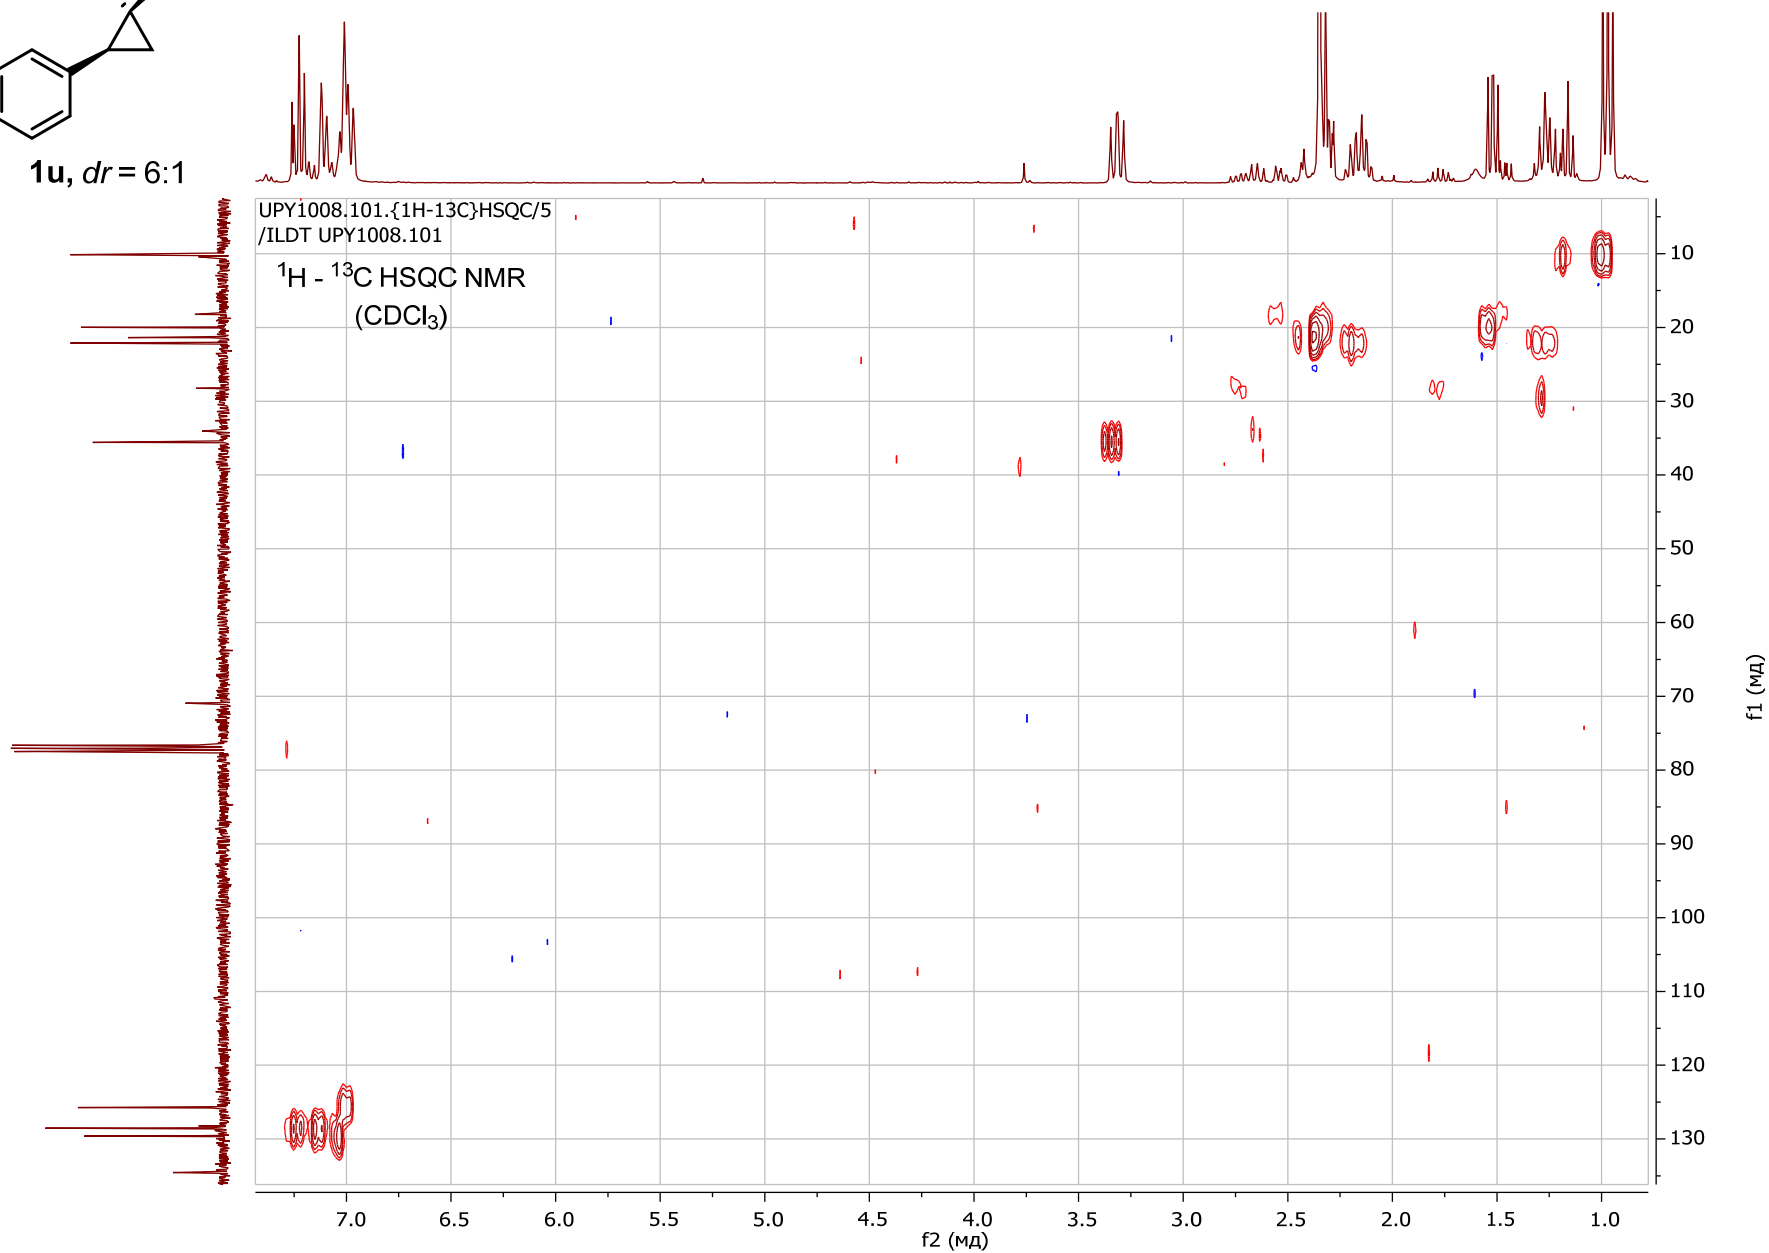 1u, dr = 6:1
UPY1008.101.{1H-13C}HSQC/5
/ILDT UPY1008.101
¹H - ¹³C HSQC NMR
(CDCl₃)
10
20
30
40
50
60
70
80
90
100
110
120
130
f1 (мд)
7.0 6.5 6.0 5.5 5.0 4.5 4.0 3.5 3.0 2.5 2.0 1.5 1.0
f2 (мд)